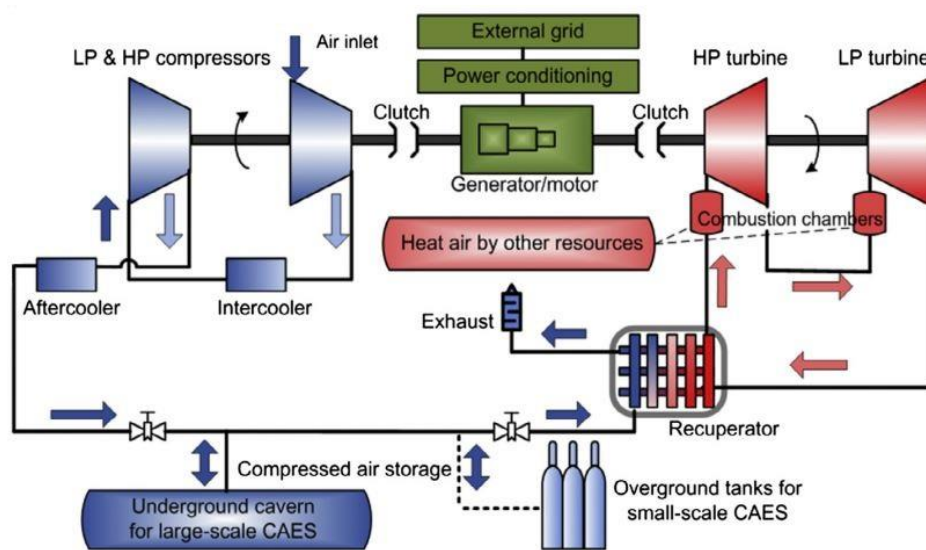 External grid
Air inlet
LP & HP compressors
HP turbine
LP turbine
Power conditioning
Clutch
Clutch
Generator/motor
Combustion chambers
Heat air by other resources
Aftercooler
Intercooler
Exhaust
Recuperator
Compressed air storage
Underground cavern
for large-scale CAES
Overground tanks for
small-scale CAES